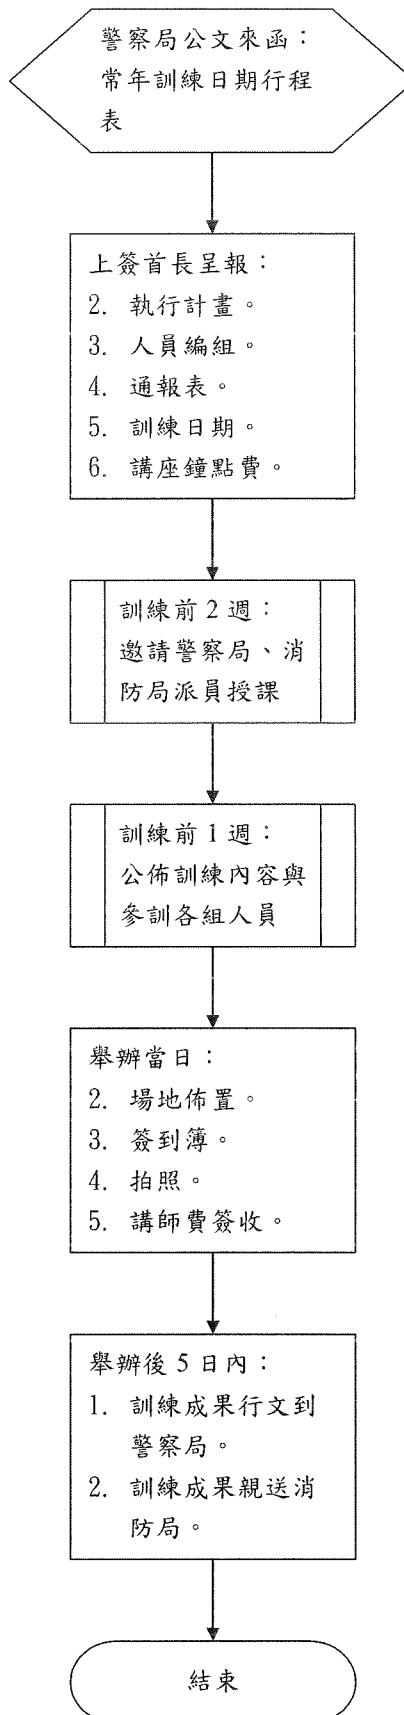 警察局公文來函：
常年訓練日期行程
表
上簽首長呈報：
2. 執行計畫。
3. 人員編組。
4. 通報表。
5. 訓練日期。
6. 講座鐘點費。
訓練前2週：
邀請警察局、消
防局派員授課
訓練前1週：
公佈訓練內容與
參訓各組人員
舉辦當日：
2. 場地佈置。
3. 簽到簿。
4. 拍照。
5. 講師費簽收。
舉辦後5日內：
1. 訓練成果行文到
警察局。
2. 訓練成果親送消
防局。
結束